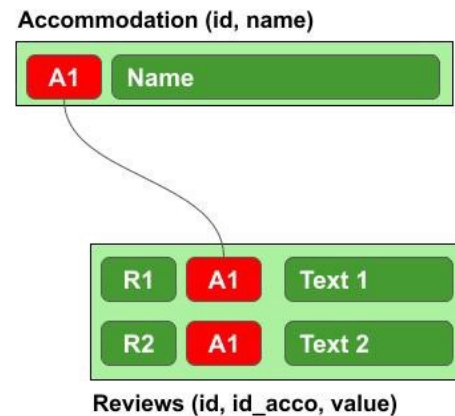 Accommodation (id, name)
A1 Name
R1 A1 Text 1
R2 A1 Text 2
Reviews (id, id_acco, value)